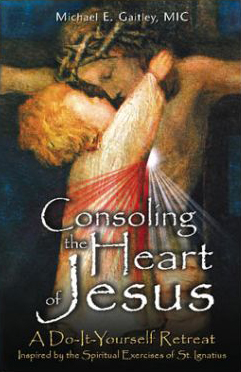 Michael E. Gaitley, MIC
Consoling
the Heart
of Jesus
A Do-It-Yourself Retreat
Inspired by the Spiritual Exercises of St. Ignatius